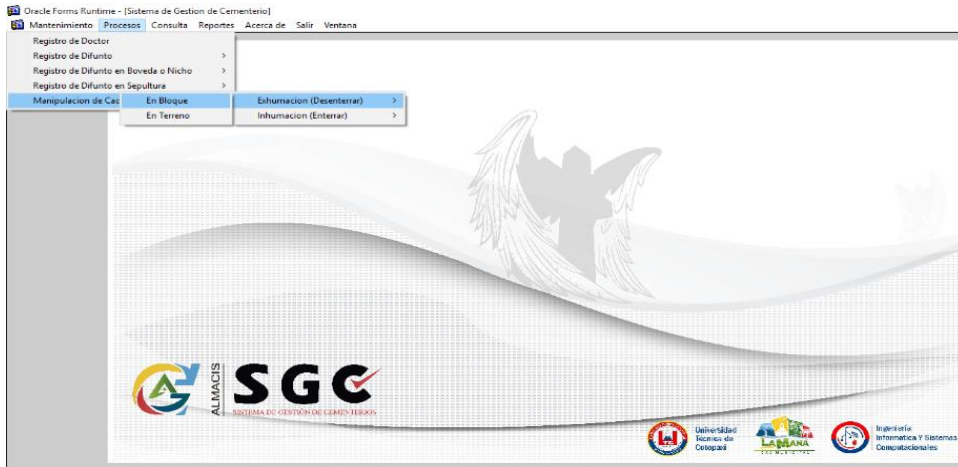 Oracle Forms Runtime - [Sistema de Gestion de Cementerio]
Mantenimiento Procesos Consulta Reportes Acerca de Salir Ventana
Registro de Doctor
Registro de Difunto >
Registro de Difunto en Boveda o Nicho >
Registro de Difunto en Sepultura >
Manipulacion de Cad
En Bloque
En Terreno
Exhumacion (Desenterrar) >
Inhumacion (Enterrar) >
ALMACIS
SGC
SISTEMA DE GESTIÓN DE CEMENTERIOS
Universidad
Técnica de
Cotopaxi
LA MANA
Ingeniería
Informatica Y Sistemas
Computacionales